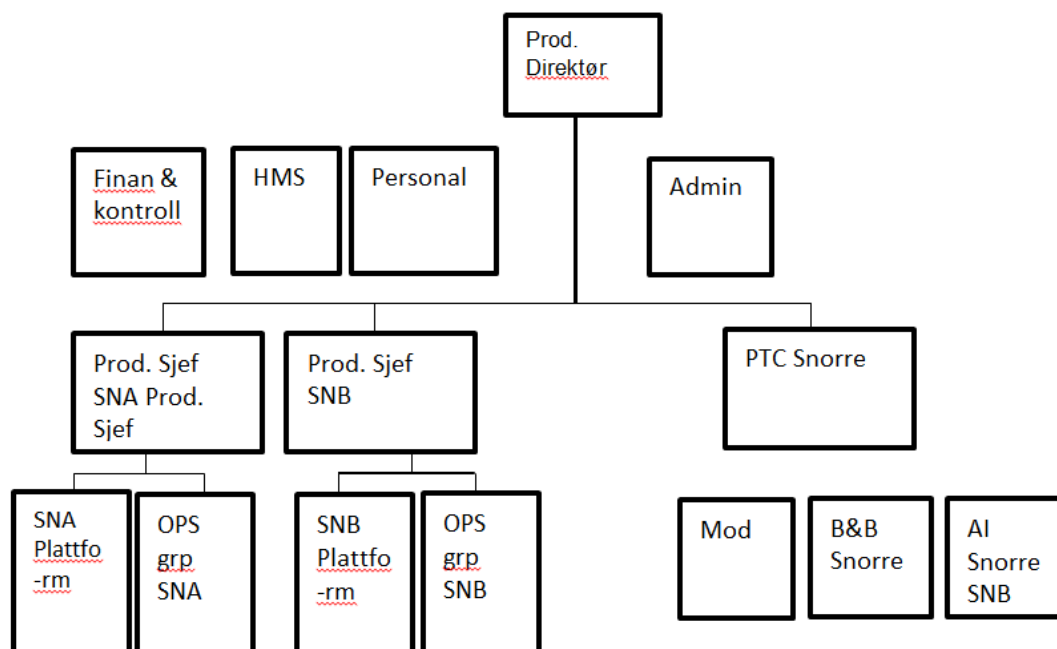 Prod.
Direktør
Finan &
kontroll
HMS
Personal
Admin
Prod. Sjef
SNA Prod.
Sjef
Prod. Sjef
SNB
PTC Snorre
SNA
Plattfo
-rm
OPS
grp
SNA
SNB
Plattfo
-rm
OPS
grp
SNB
Mod
B&B
Snorre
AI
Snorre
SNB